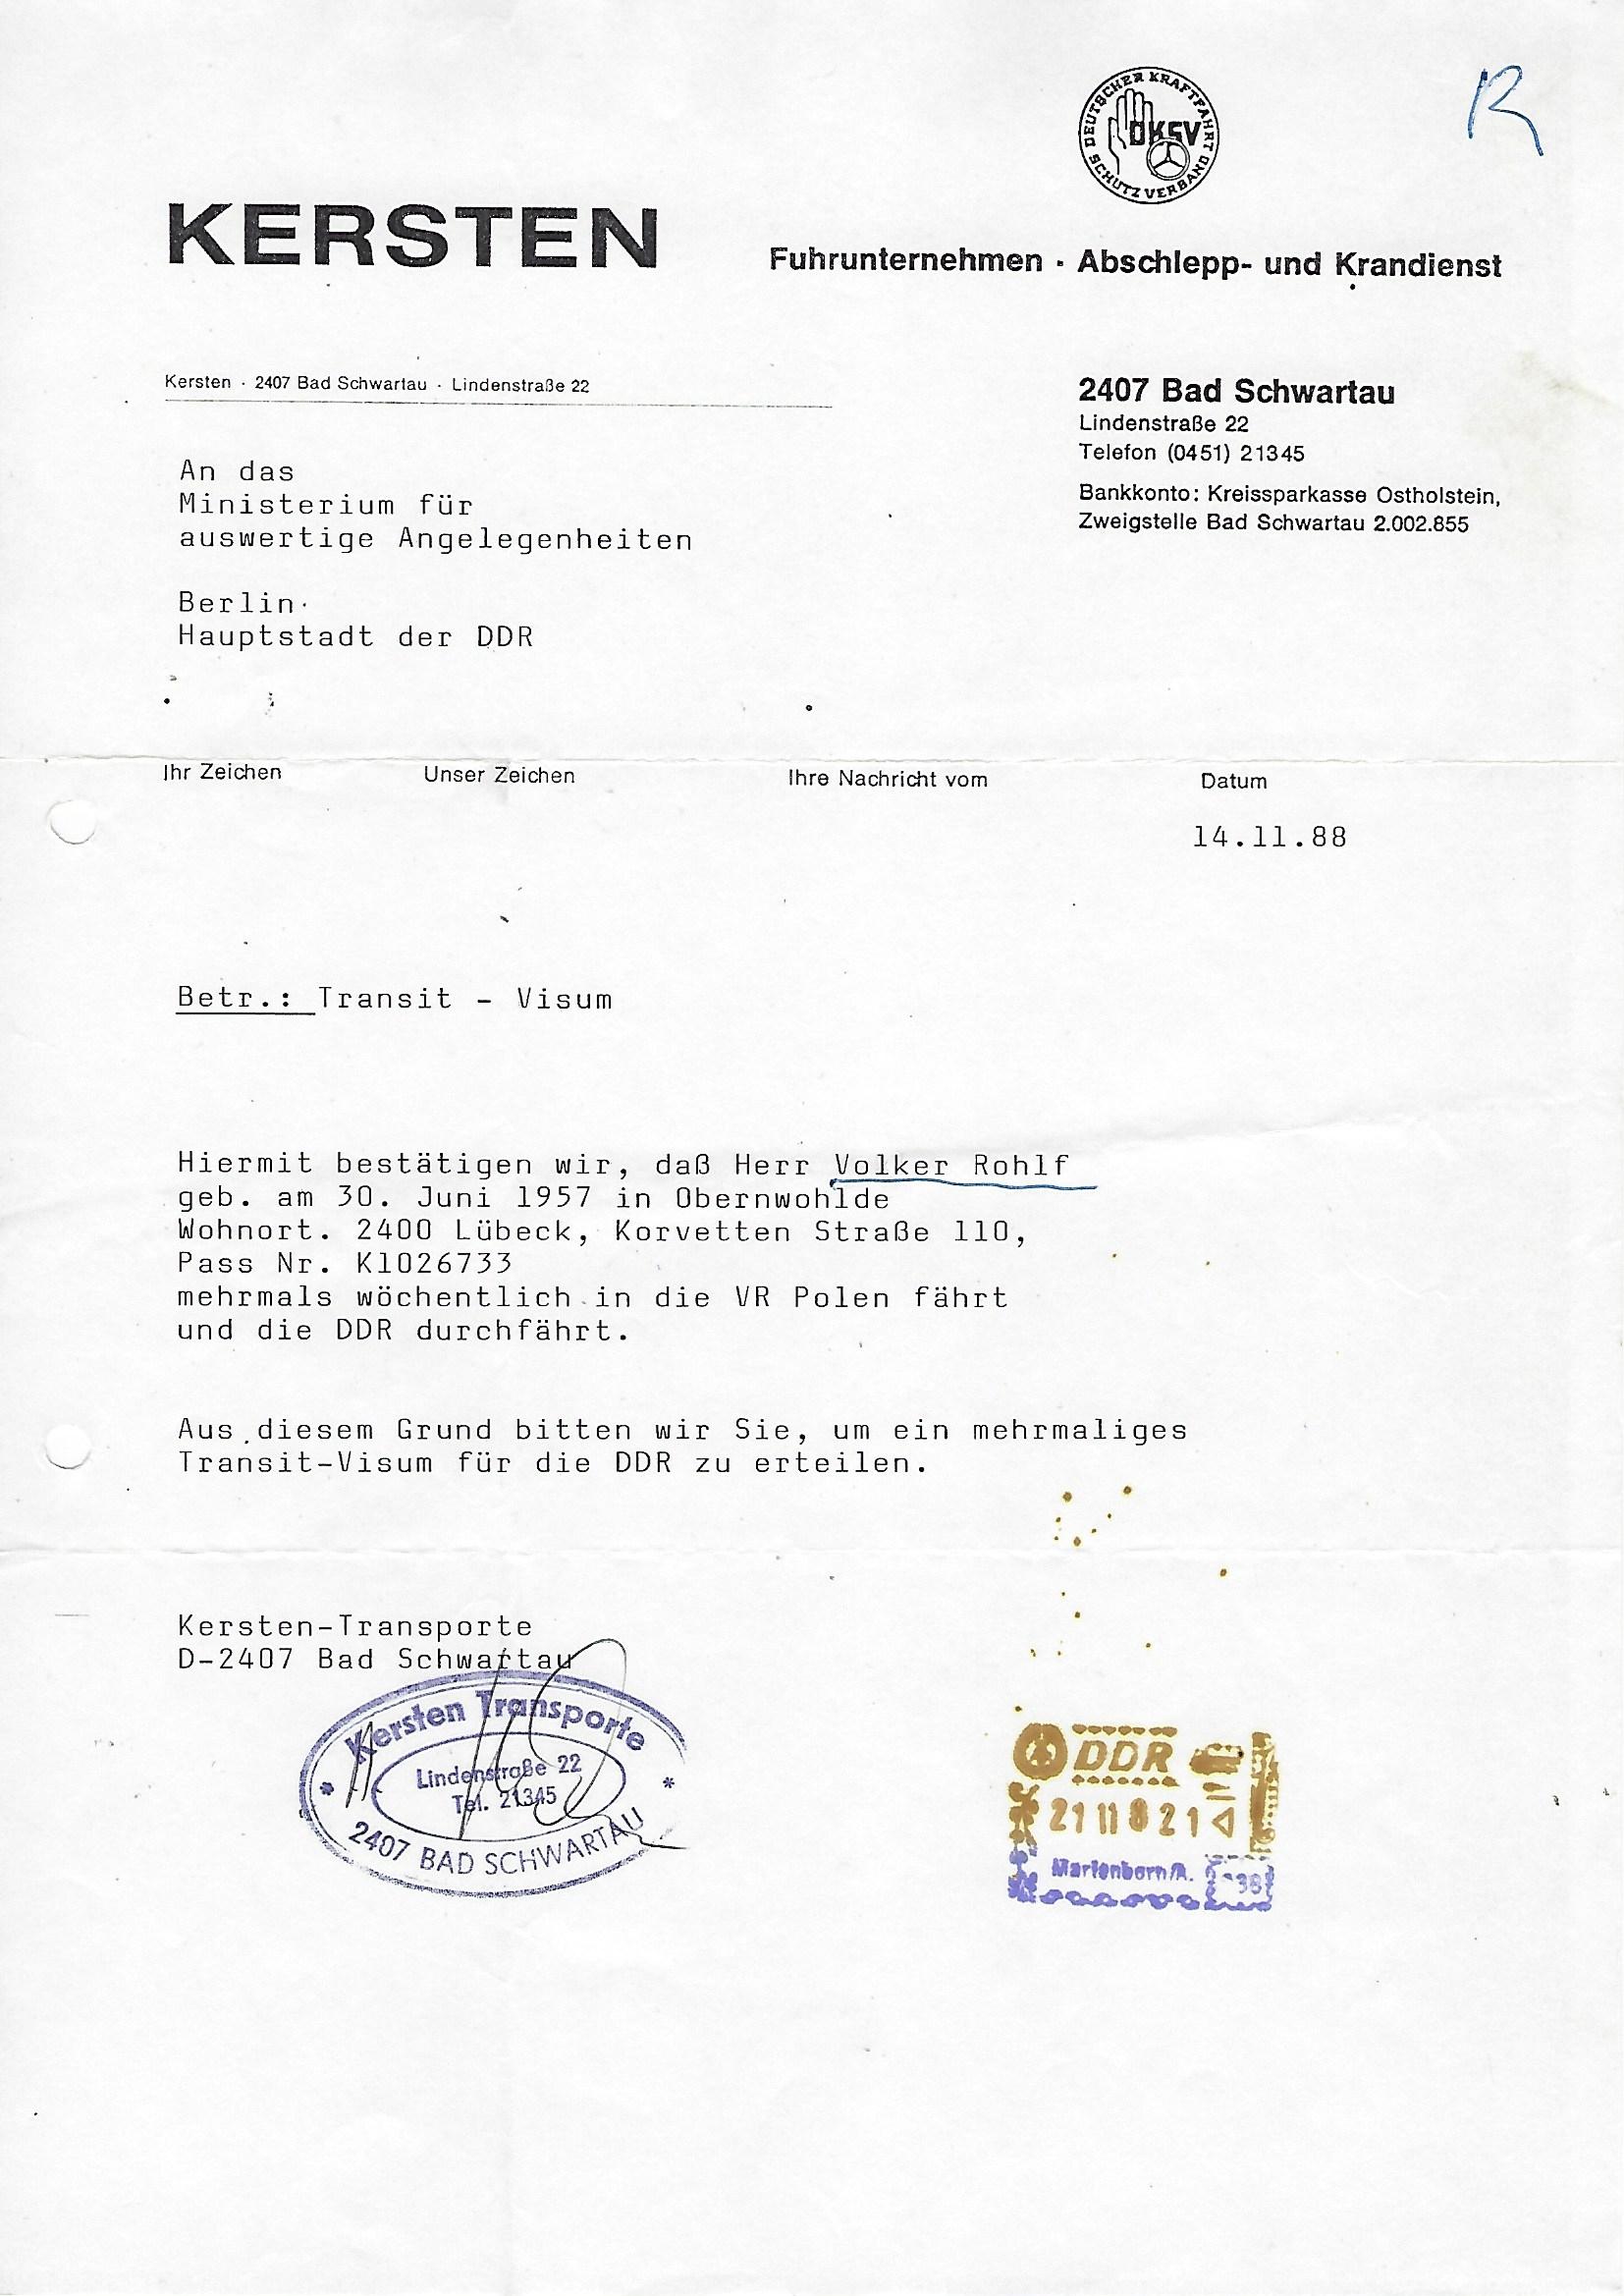 DEUTSCHER KRAFTFAHRT
SCHUTZVERBAND
DKSV
R
KERSTEN
Fuhrunternehmen · Abschlepp- und Krandienst
Kersten · 2407 Bad Schwartau · Lindenstraße 22
2407 Bad Schwartau
Lindenstraße 22
Telefon (0451) 21345
Bankkonto: Kreissparkasse Ostholstein,
Zweigstelle Bad Schwartau 2.002.855
An das
Ministerium für
auswertige Angelegenheiten
Berlin
Hauptstadt der DDR
Ihr Zeichen Unser Zeichen Ihre Nachricht vom Datum
14.11.88
Betr.: Transit - Visum
Hiermit bestätigen wir, daß Herr Volker Rohlf
geb. am 30. Juni 1957 in Obernwohlde
Wohnort. 2400 Lübeck, Korvetten Straße 110,
Pass Nr. K1026733
mehrmals wöchentlich in die VR Polen fährt
und die DDR durchfährt.
Aus diesem Grund bitten wir Sie, um ein mehrmaliges
Transit-Visum für die DDR zu erteilen.
Kersten-Transporte
D-2407 Bad Schwartau
Kersten Transporte
Lindenstraße 22
Tel. 21345
* 2407 BAD SCHWARTAU *
DDR
21 11 8 21
Marienborn/A.